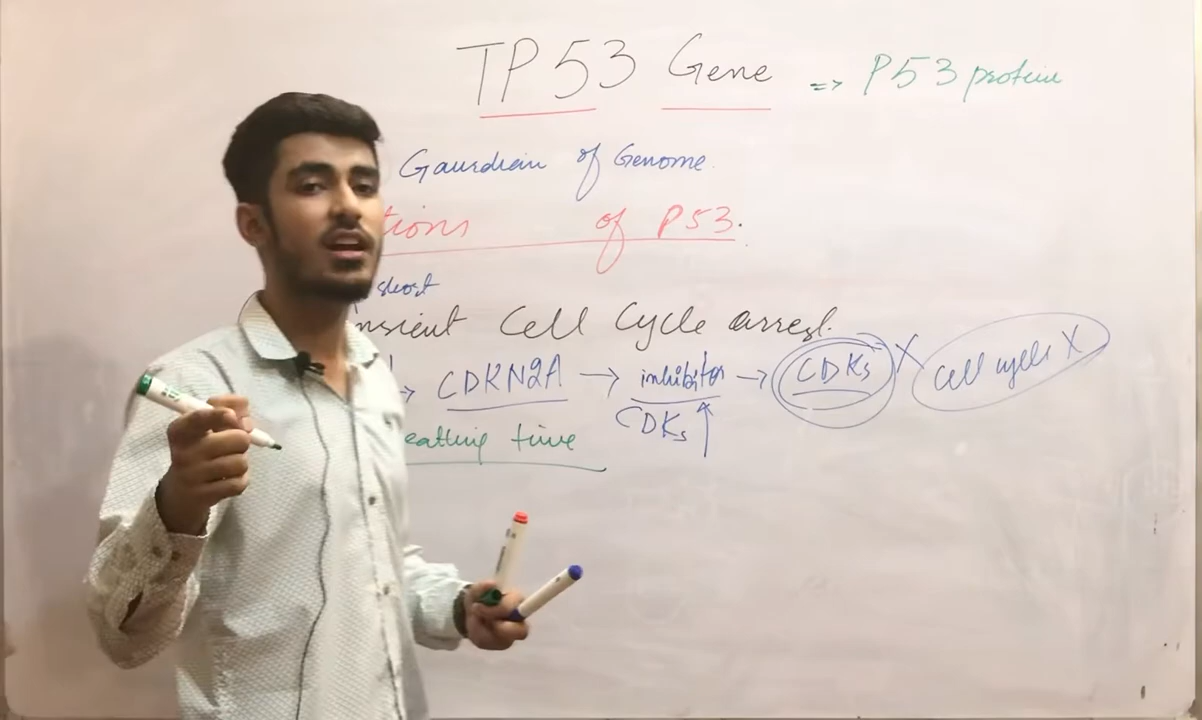 TP53 Gene => P53 protein
Gaurdian of Genome.
tions of P53.
short
nsient Cell Cycle arrest.
→ CDKN2A → inhibitor → CDKs X Cell cycle X
CDKs ↑
eathing time